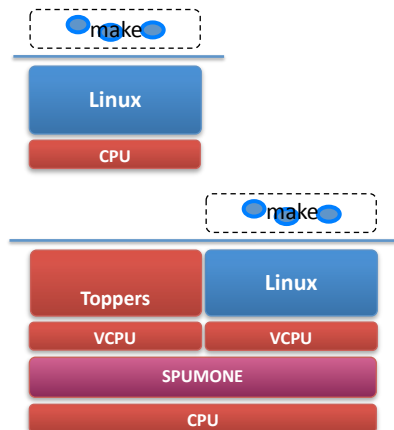 make
Linux
CPU
make
Toppers
Linux
VCPU
VCPU
SPUMONE
CPU